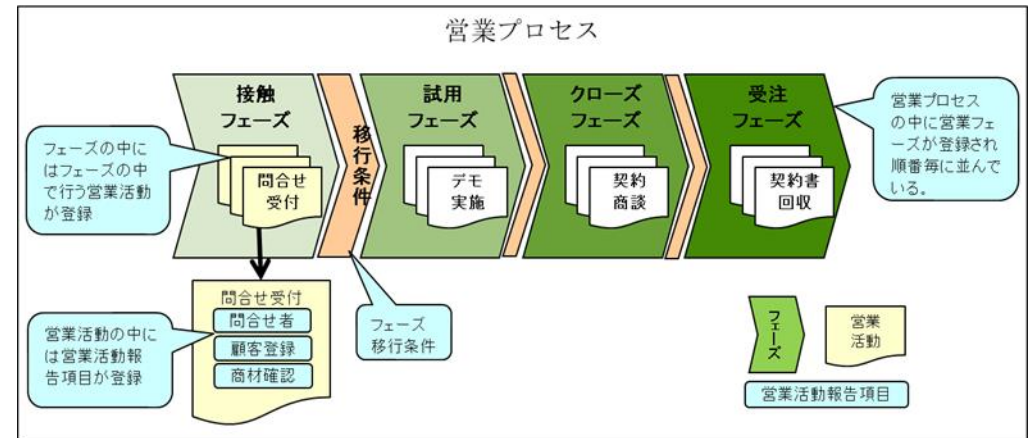 営業プロセス
接触
フェーズ
移行条件
試用
フェーズ
クローズ
フェーズ
受注
フェーズ
営業プロセス
の中に営業フェ
ーズが登録され
順番毎に並んで
いる。
フェーズの中に
はフェーズの中
で行う営業活動
が登録
問合せ
受付
デモ
実施
契約
商談
契約書
回収
問合せ受付
問合せ者
顧客登録
商材確認
営業活動の中に
は営業活動報
告項目が登録
フェーズ
移行条件
フェーズ
営業
活動
営業活動報告項目